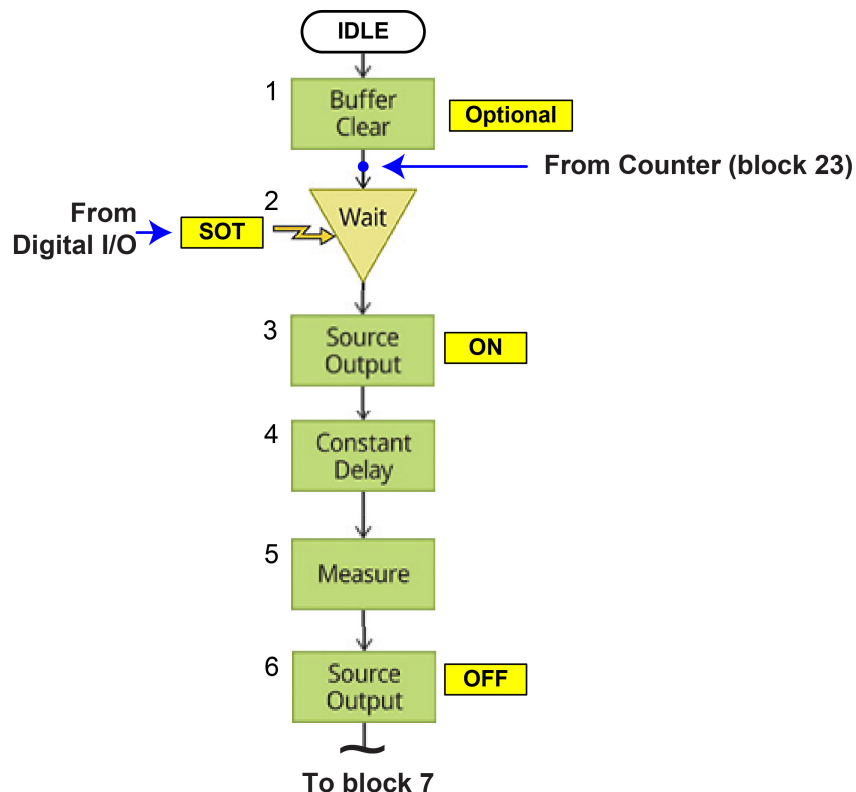 IDLE
1
Buffer
Clear
Optional
From Counter (block 23)
2
Wait
From
Digital I/O
SOT
3
Source
Output
ON
4
Constant
Delay
5
Measure
6
Source
Output
OFF
To block 7